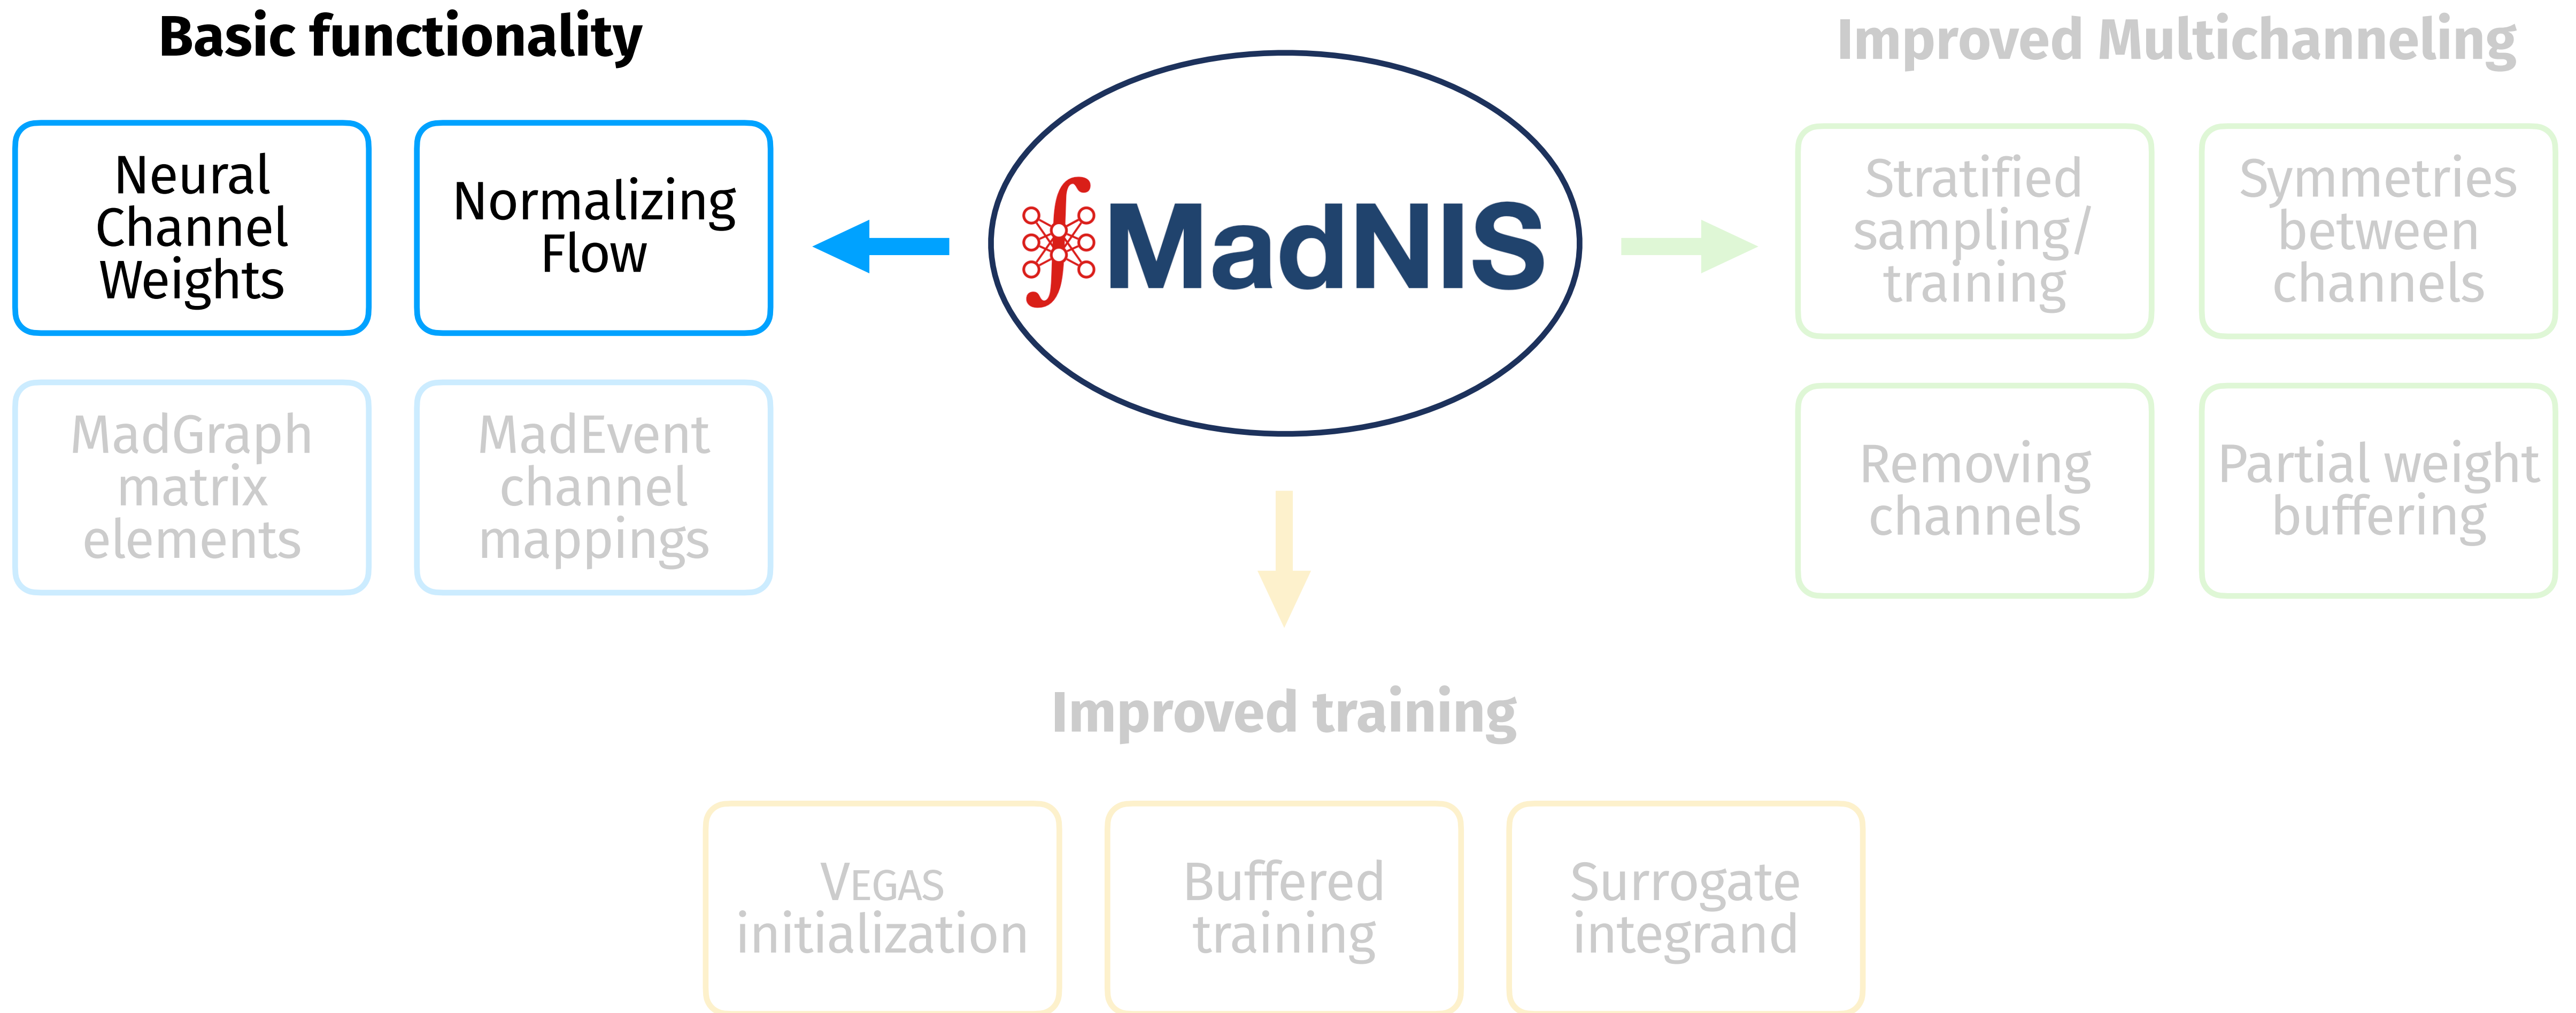 Basic functionality
Neural
Channel
Weights
Normalizing
Flow
MadGraph
matrix
elements
MadEvent
channel
mappings
MadNIS
Improved Multichanneling
Stratified
sampling/
training
Symmetries
between
channels
Removing
channels
Partial weight
buffering
Improved training
VEGAS
initialization
Buffered
training
Surrogate
integrand